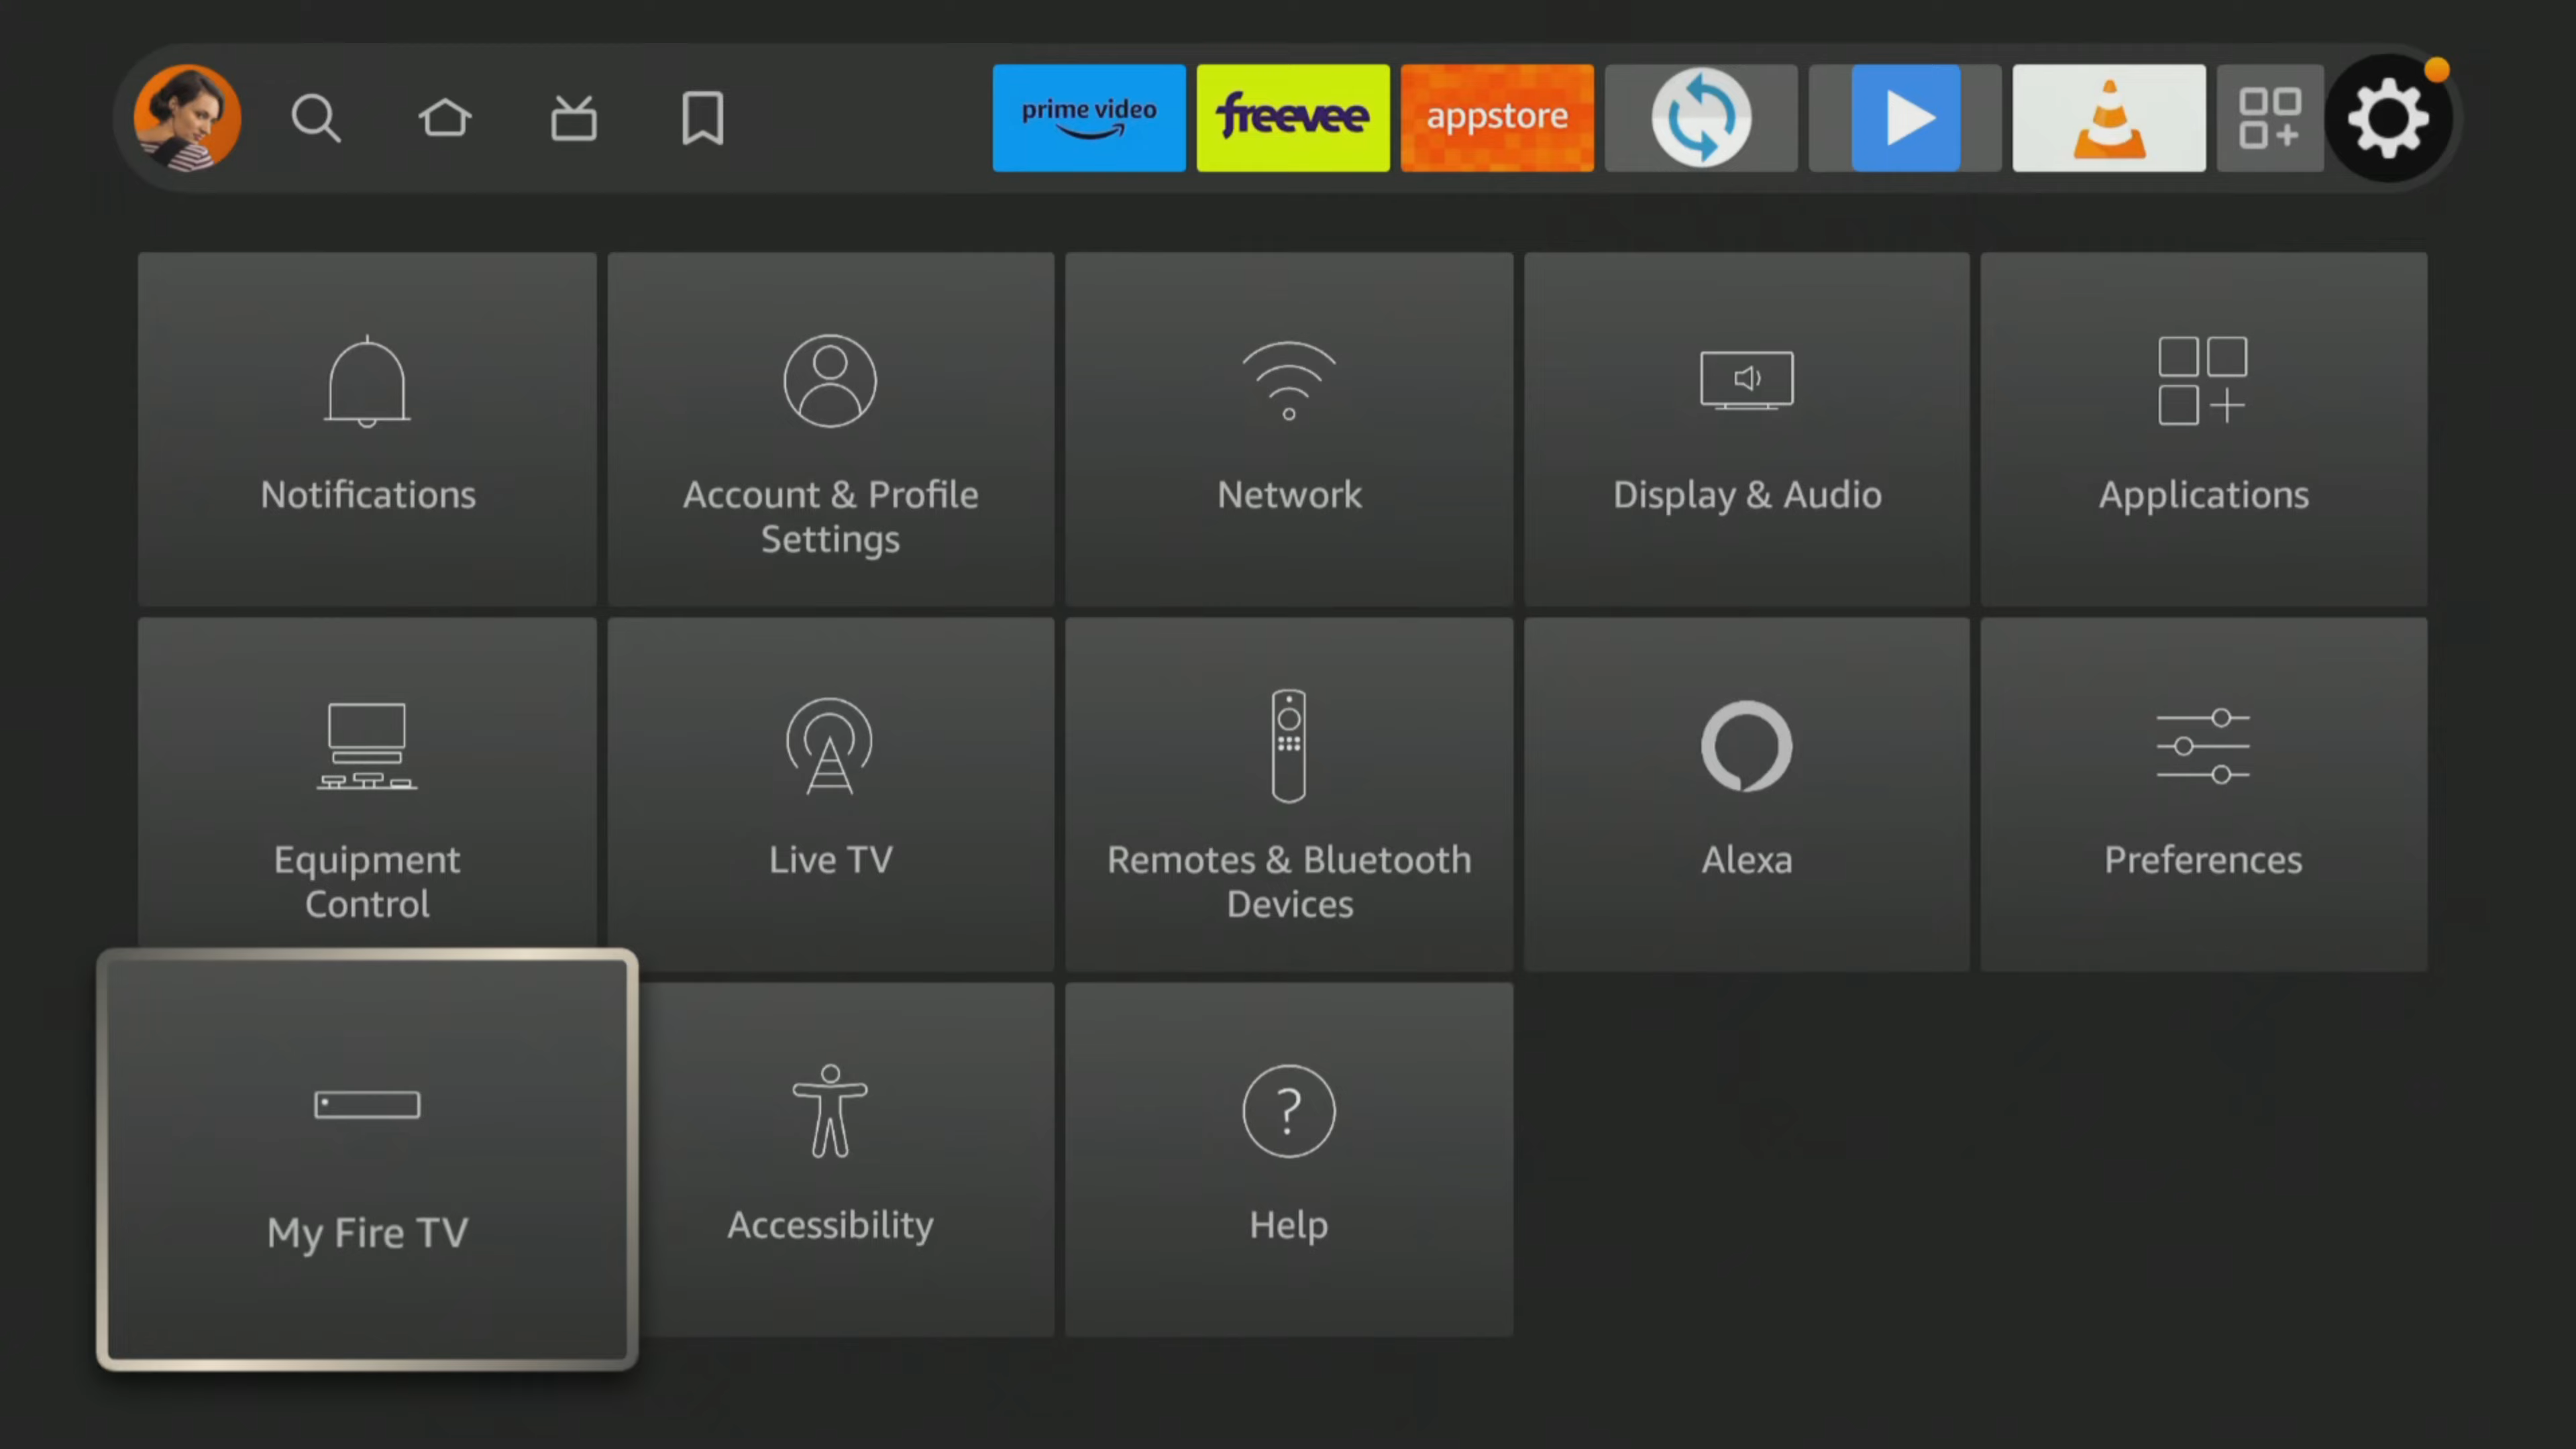 prime video
freevee
appstore
Notifications
Account & Profile
Settings
Network
Display & Audio
Applications
Equipment
Control
Live TV
Remotes & Bluetooth
Devices
Alexa
Preferences
My Fire TV
Accessibility
?
Help